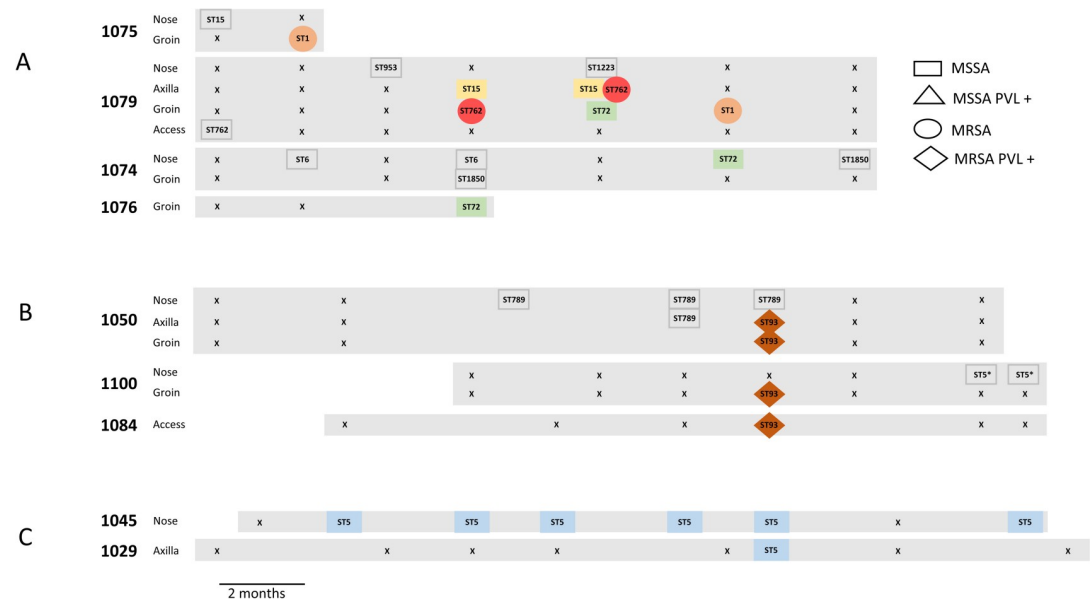 1075 Nose ST15 x
Groin x ST1
A
1079 Nose x x ST953 x ST1223 x x
Axilla x x x ST15 ST15 ST762 x x
Groin x x x ST762 ST72 ST1 x
Access ST762 x x x x x x
1074 Nose x ST6 x ST6 x ST72 ST1850
Groin x x ST1850 x x x
1076 Groin x x ST72
MSSA
MSSA PVL +
MRSA
MRSA PVL +
B
1050 Nose x x ST789 ST789 ST789 x x
Axilla x x ST789 ST93 x x
Groin x x ST93
1100 Nose x x x x x ST5* ST5*
Groin x x x ST93 x x x
1084 Access x x x ST93 x x
C
1045 Nose x ST5 ST5 ST5 ST5 ST5 x ST5
1029 Axilla x x x x x ST5 x x
2 months